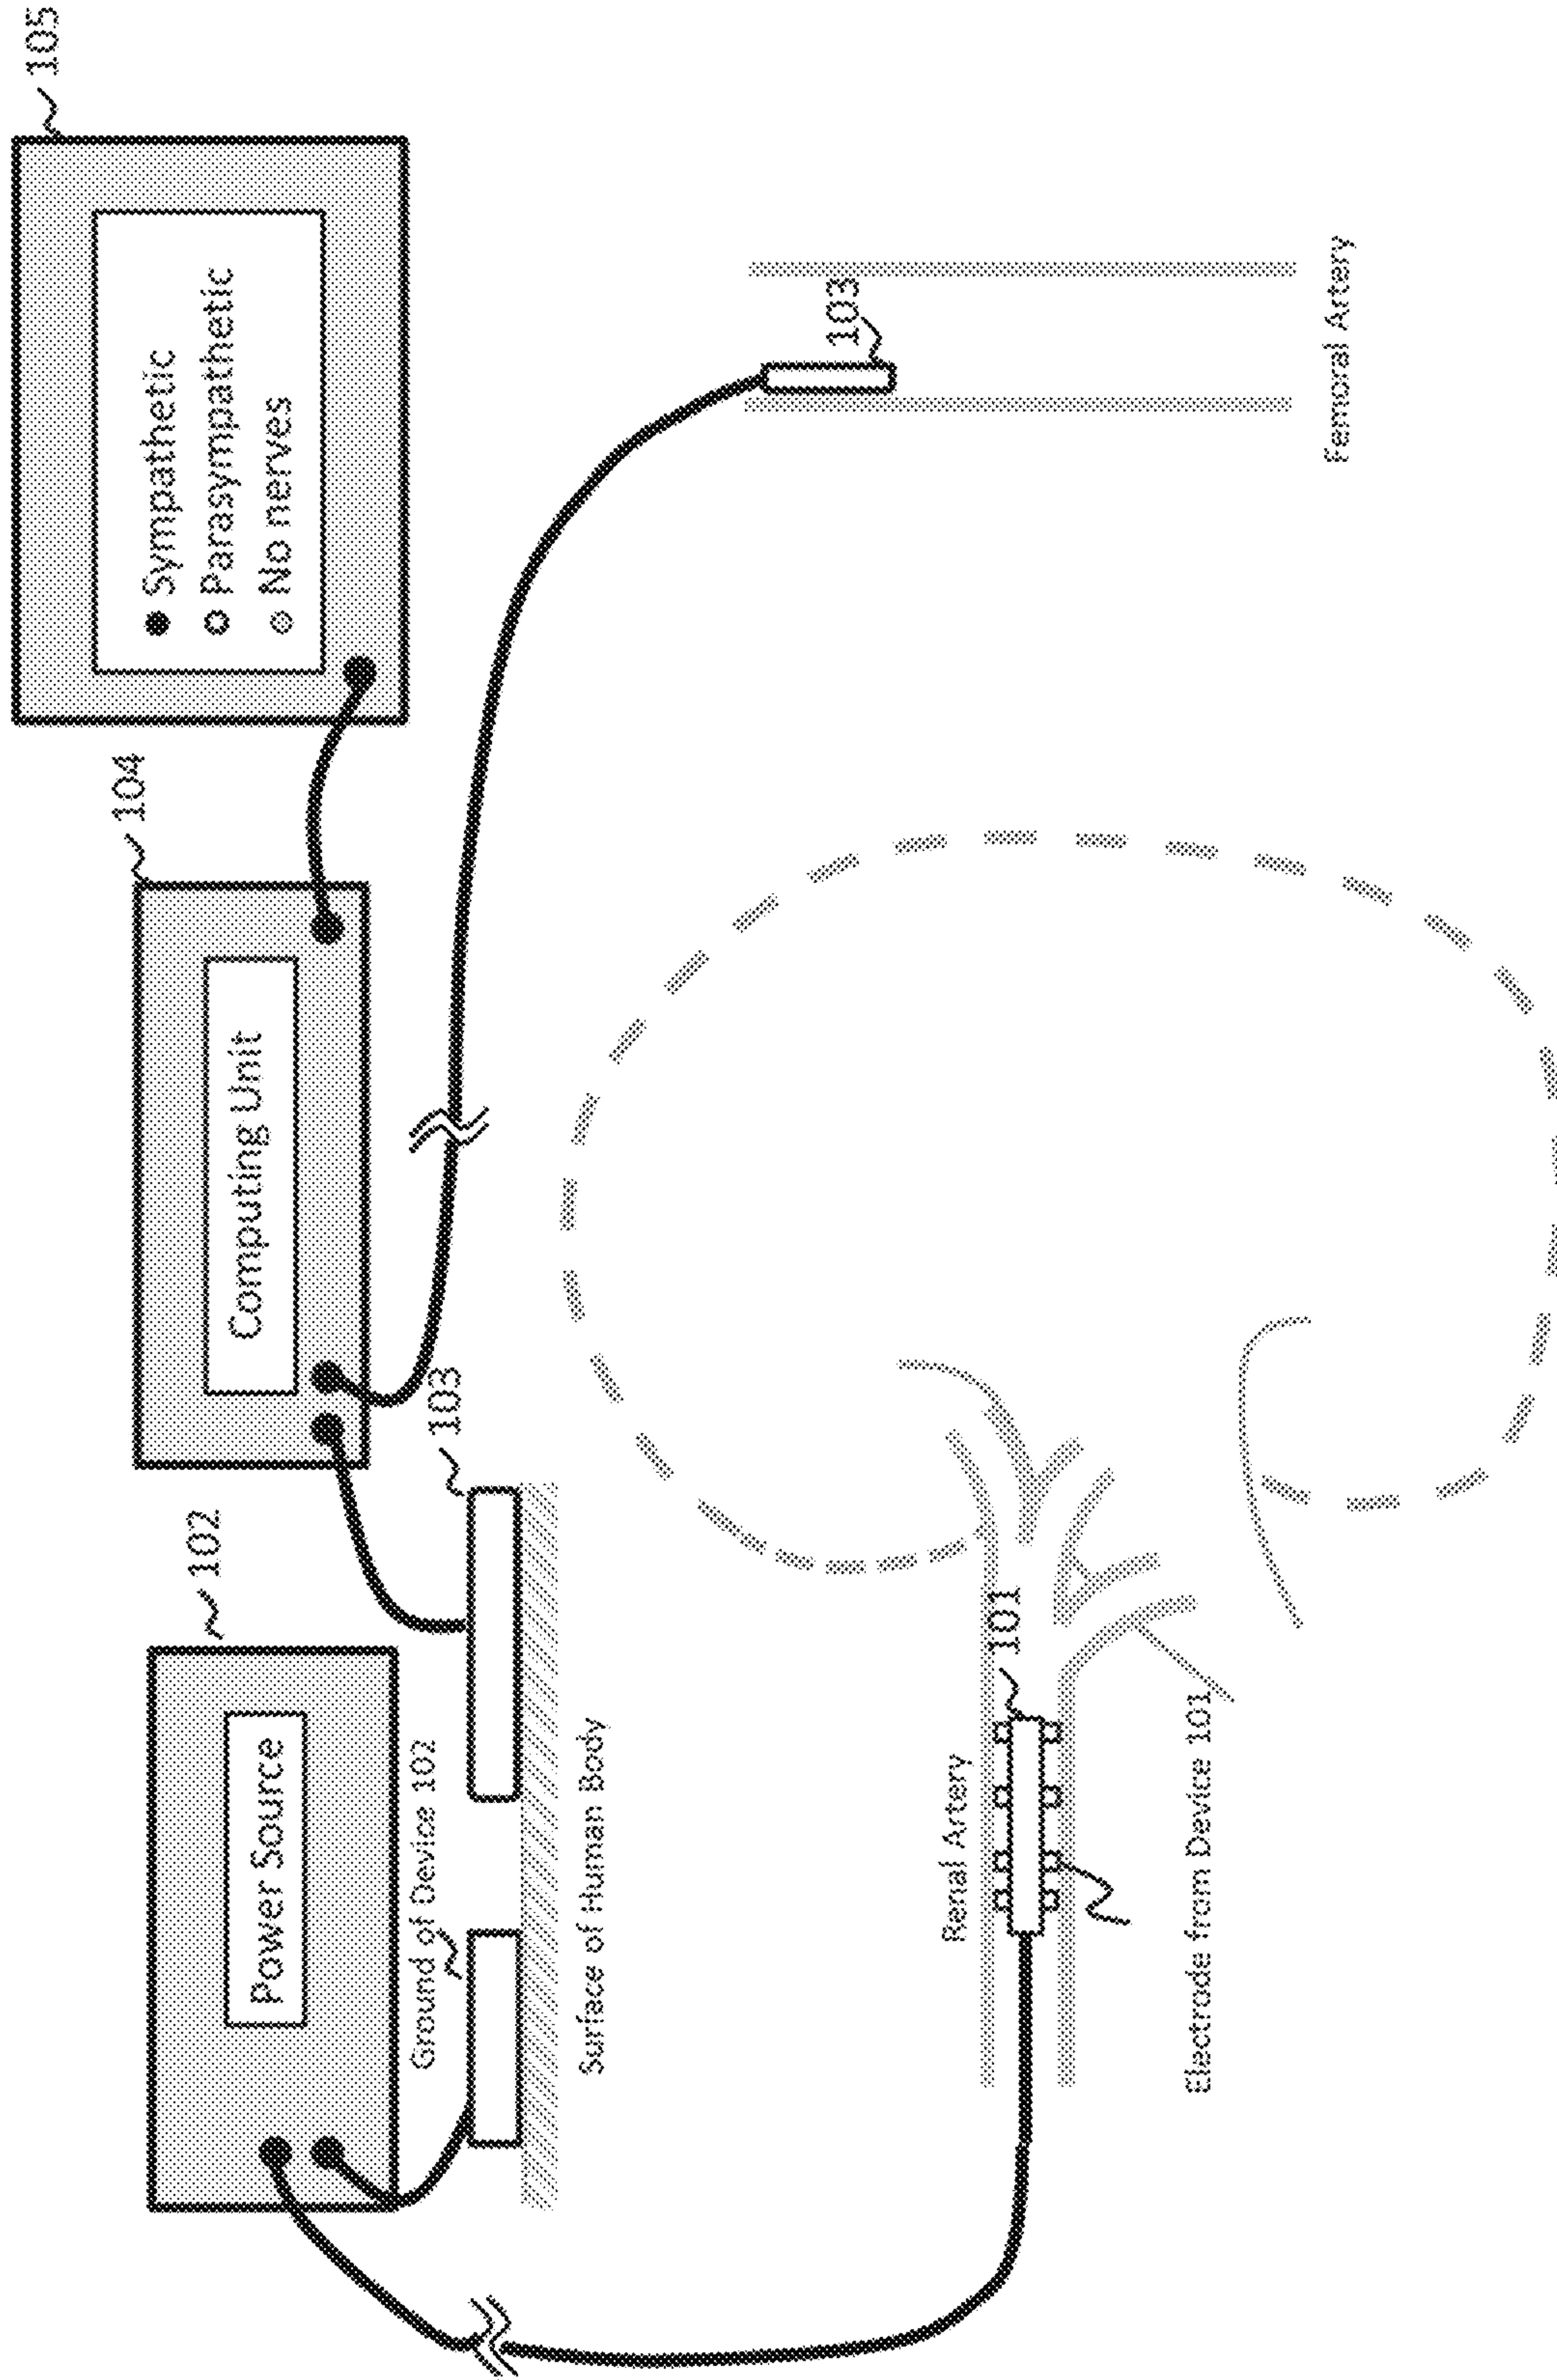 105
Sympathetic
Parasympathetic
No nerves
104
Computing Unit
102
Power Source
103
Ground of Device 102
Surface of Human Body
103
Femoral Artery
Renal Artery
101
Electrode from Device 101